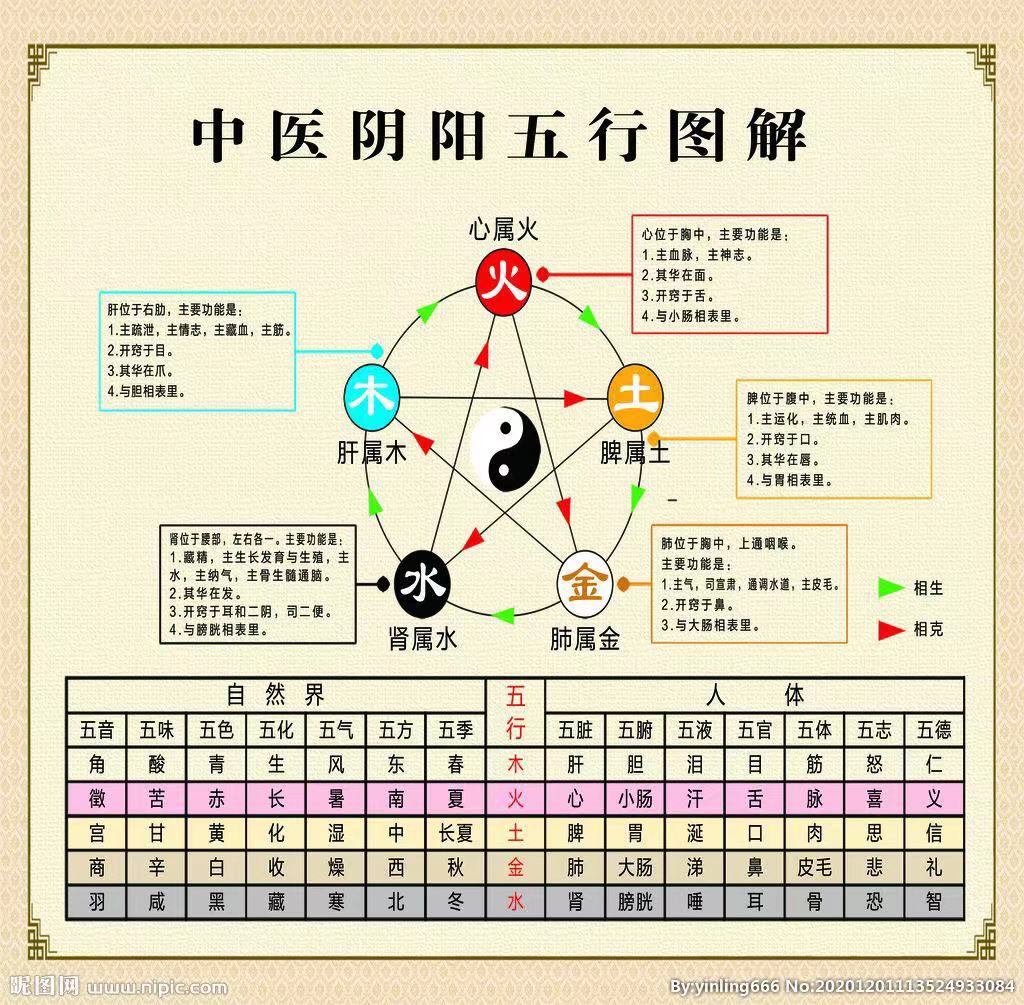 中医阴阳五行图解
心属火
火
心位于胸中，主要功能是：
1.主血脉，主神志。
2.其华在面。
3.开窍于舌。
4.与小肠相表里。
肝位于右肋，主要功能是：
1.主疏泄，主情志，主藏血，主筋。
2.开窍于目。
3.其华在爪。
4.与胆相表里。
木
肝属木
土
脾属土
脾位于腹中，主要功能是：
1.主运化，主统血，主肌肉。
2.开窍于口。
3.其华在唇。
4.与胃相表里。
肾位于腰部，左右各一。主要功能是：
1.藏精，主生长发育与生殖，主
水，主纳气，主骨生髓通脑。
2.其华在发。
3.开窍于耳和二阴，司二便。
4.与膀胱相表里。
水
肾属水
金
肺属金
肺位于胸中，上通咽喉。
主要功能是：
1.主气，司宣肃，通调水道，主皮毛。
2.开窍于鼻。
3.与大肠相表里。
相生
相克
自然界 五行 人体
五音 五味 五色 五化 五气 五方 五季 五脏 五腑 五液 五官 五体 五志 五德
角 酸 青 生 风 东 春 木 肝 胆 泪 目 筋 怒 仁
徵 苦 赤 长 暑 南 夏 火 心 小肠 汗 舌 脉 喜 义
宫 甘 黄 化 湿 中 长夏 土 脾 胃 涎 口 肉 思 信
商 辛 白 收 燥 西 秋 金 肺 大肠 涕 鼻 皮毛 悲 礼
羽 咸 黑 藏 寒 北 冬 水 肾 膀胱 唾 耳 骨 恐 智
昵图网 www.nipic.com
By:yinling666 No:20201201113524933084